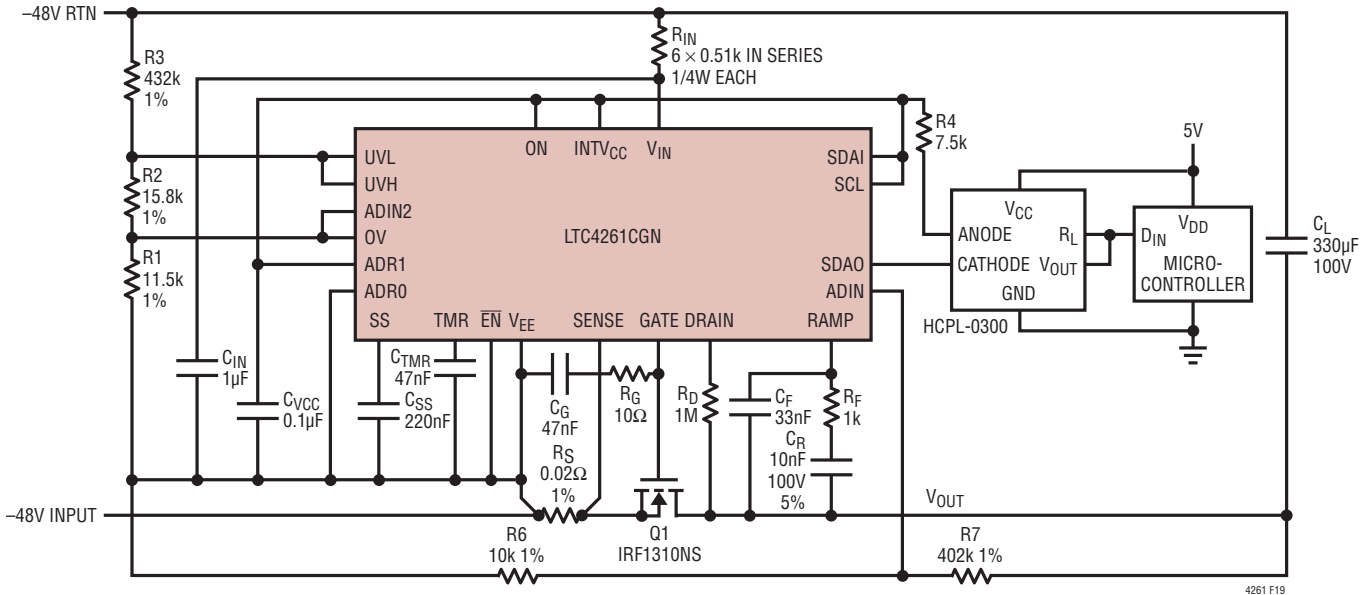 –48V RTN
R3
432k
1%
R2
15.8k
1%
R1
11.5k
1%
RIN
6 × 0.51k IN SERIES
1/4W EACH
ON
INTVCC
VIN
UVL
UVH
ADIN2
OV
ADR1
ADR0
LTC4261CGN
SDAI
SCL
SDAO
ADIN
SS
TMR
EN
VEE
SENSE
GATE
DRAIN
RAMP
R4
7.5k
5V
VCC
ANODE
CATHODE
RL
VOUT
GND
HCPL-0300
VDD
DIN
MICRO-
CONTROLLER
CL
330µF
100V
CIN
1µF
CVCC
0.1µF
CSS
220nF
CTMR
47nF
CG
47nF
RG
10Ω
RS
0.02Ω
1%
RD
1M
CF
33nF
RF
1k
CR
10nF
100V
5%
–48V INPUT
Q1
IRF1310NS
VOUT
R6
10k 1%
R7
402k 1%
4261 F19